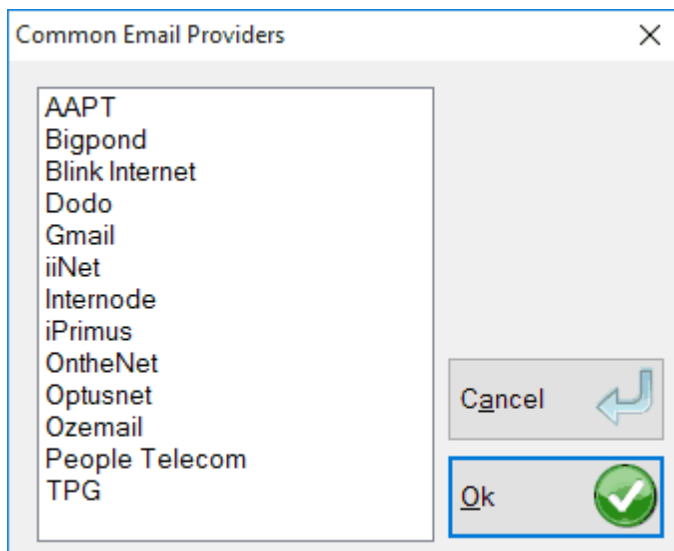 Common Email Providers
AAPT
Bigpond
Blink Internet
Dodo
Gmail
iiNet
Internode
iPrimus
OntheNet
Optusnet
Ozemail
People Telecom
TPG
Cancel
Ok